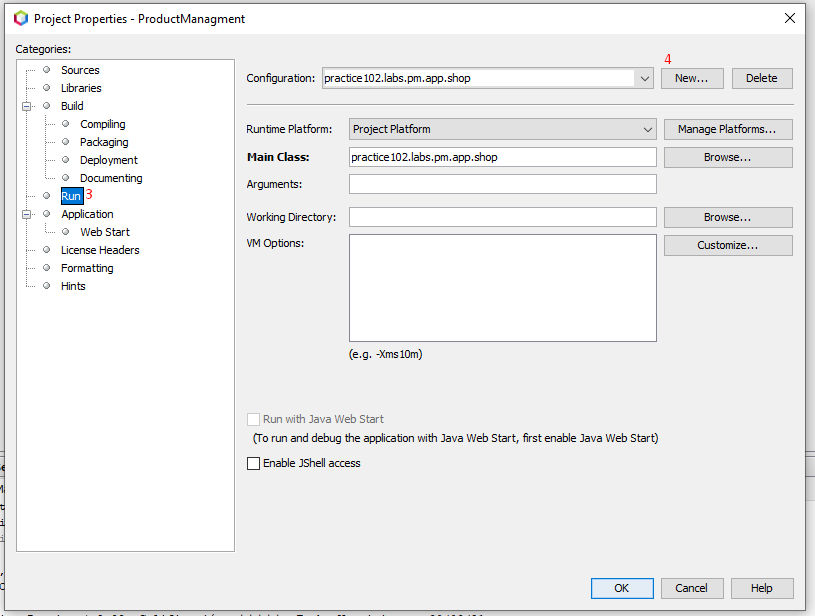 Project Properties - ProductManagment
Categories:
Sources
Libraries
Build
Compiling
Packaging
Deployment
Documenting
Run 3
Application
Web Start
License Headers
Formatting
Hints
4
Configuration: practice102.labs.pm.app.shop New... Delete
Runtime Platform: Project Platform Manage Platforms...
Main Class: practice102.labs.pm.app.shop Browse...
Arguments:
Working Directory: Browse...
VM Options: Customize...
(e.g. -Xms10m)
Run with Java Web Start
(To run and debug the application with Java Web Start, first enable Java Web Start)
Enable JShell access
OK Cancel Help